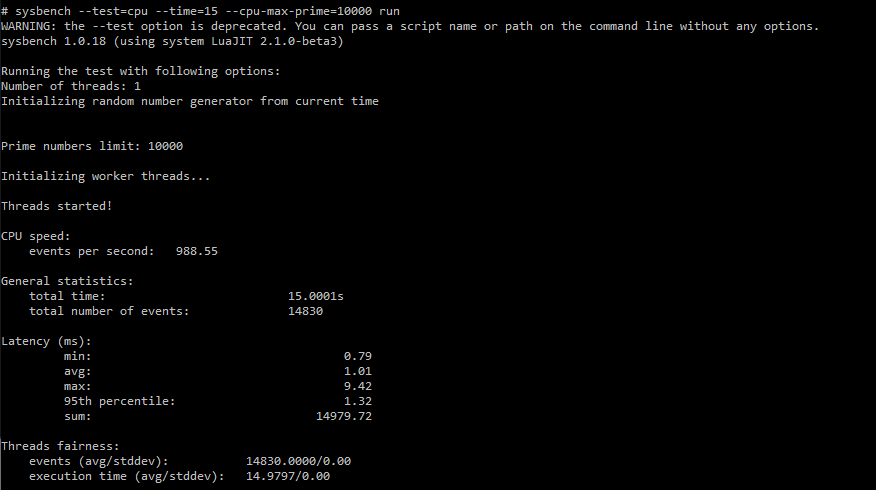 # sysbench --test=cpu --time=15 --cpu-max-prime=10000 run
WARNING: the --test option is deprecated. You can pass a script name or path on the command line without any options.
sysbench 1.0.18 (using system LuaJIT 2.1.0-beta3)
Running the test with following options:
Number of threads: 1
Initializing random number generator from current time
Prime numbers limit: 10000
Initializing worker threads...
Threads started!
CPU speed:
events per second: 988.55
General statistics:
total time: 15.0001s
total number of events: 14830
Latency (ms):
min: 0.79
avg: 1.01
max: 9.42
95th percentile: 1.32
sum: 14979.72
Threads fairness:
events (avg/stddev): 14830.0000/0.00
execution time (avg/stddev): 14.9797/0.00